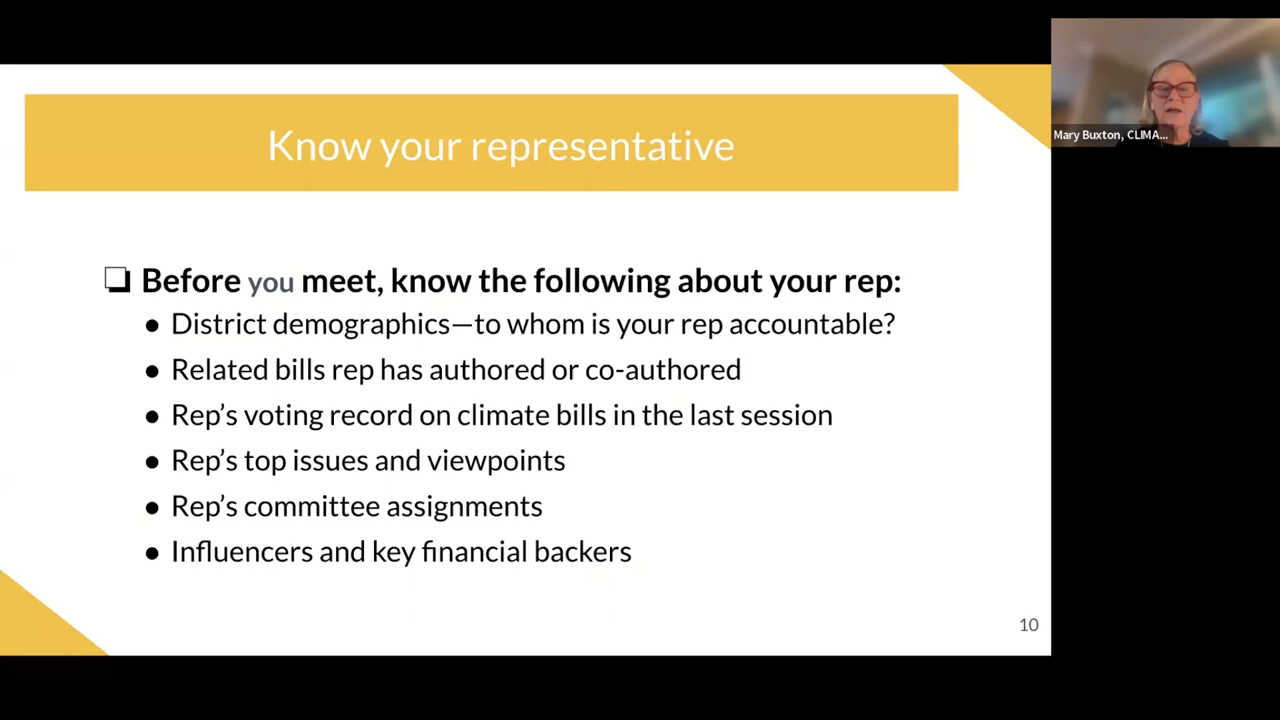 Know your representative
Mary Buxton, CLIMA...
❏ Before you meet, know the following about your rep:
● District demographics—to whom is your rep accountable?
● Related bills rep has authored or co-authored
● Rep’s voting record on climate bills in the last session
● Rep’s top issues and viewpoints
● Rep’s committee assignments
● Influencers and key financial backers
10